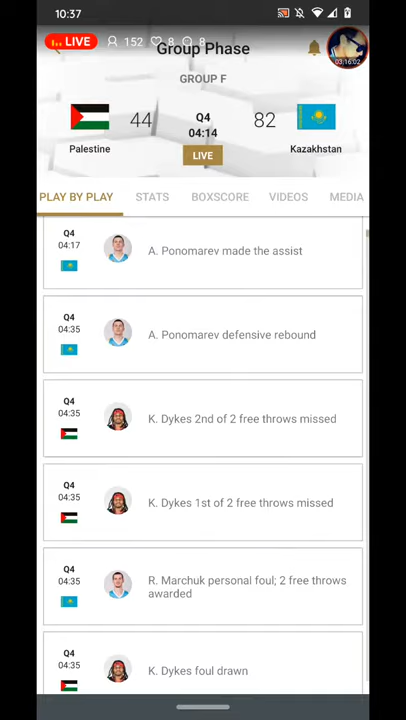 10:37
LIVE 152 8 8
Group Phase
03:16:02
GROUP F
44 Q4 82
04:14
Palestine LIVE Kazakhstan
PLAY BY PLAY STATS BOXSCORE VIDEOS MEDIA
Q4
04:17
A. Ponomarev made the assist
Q4
04:35
A. Ponomarev defensive rebound
Q4
04:35
K. Dykes 2nd of 2 free throws missed
Q4
04:35
K. Dykes 1st of 2 free throws missed
Q4
04:35
R. Marchuk personal foul; 2 free throws
awarded
Q4
04:35
K. Dykes foul drawn